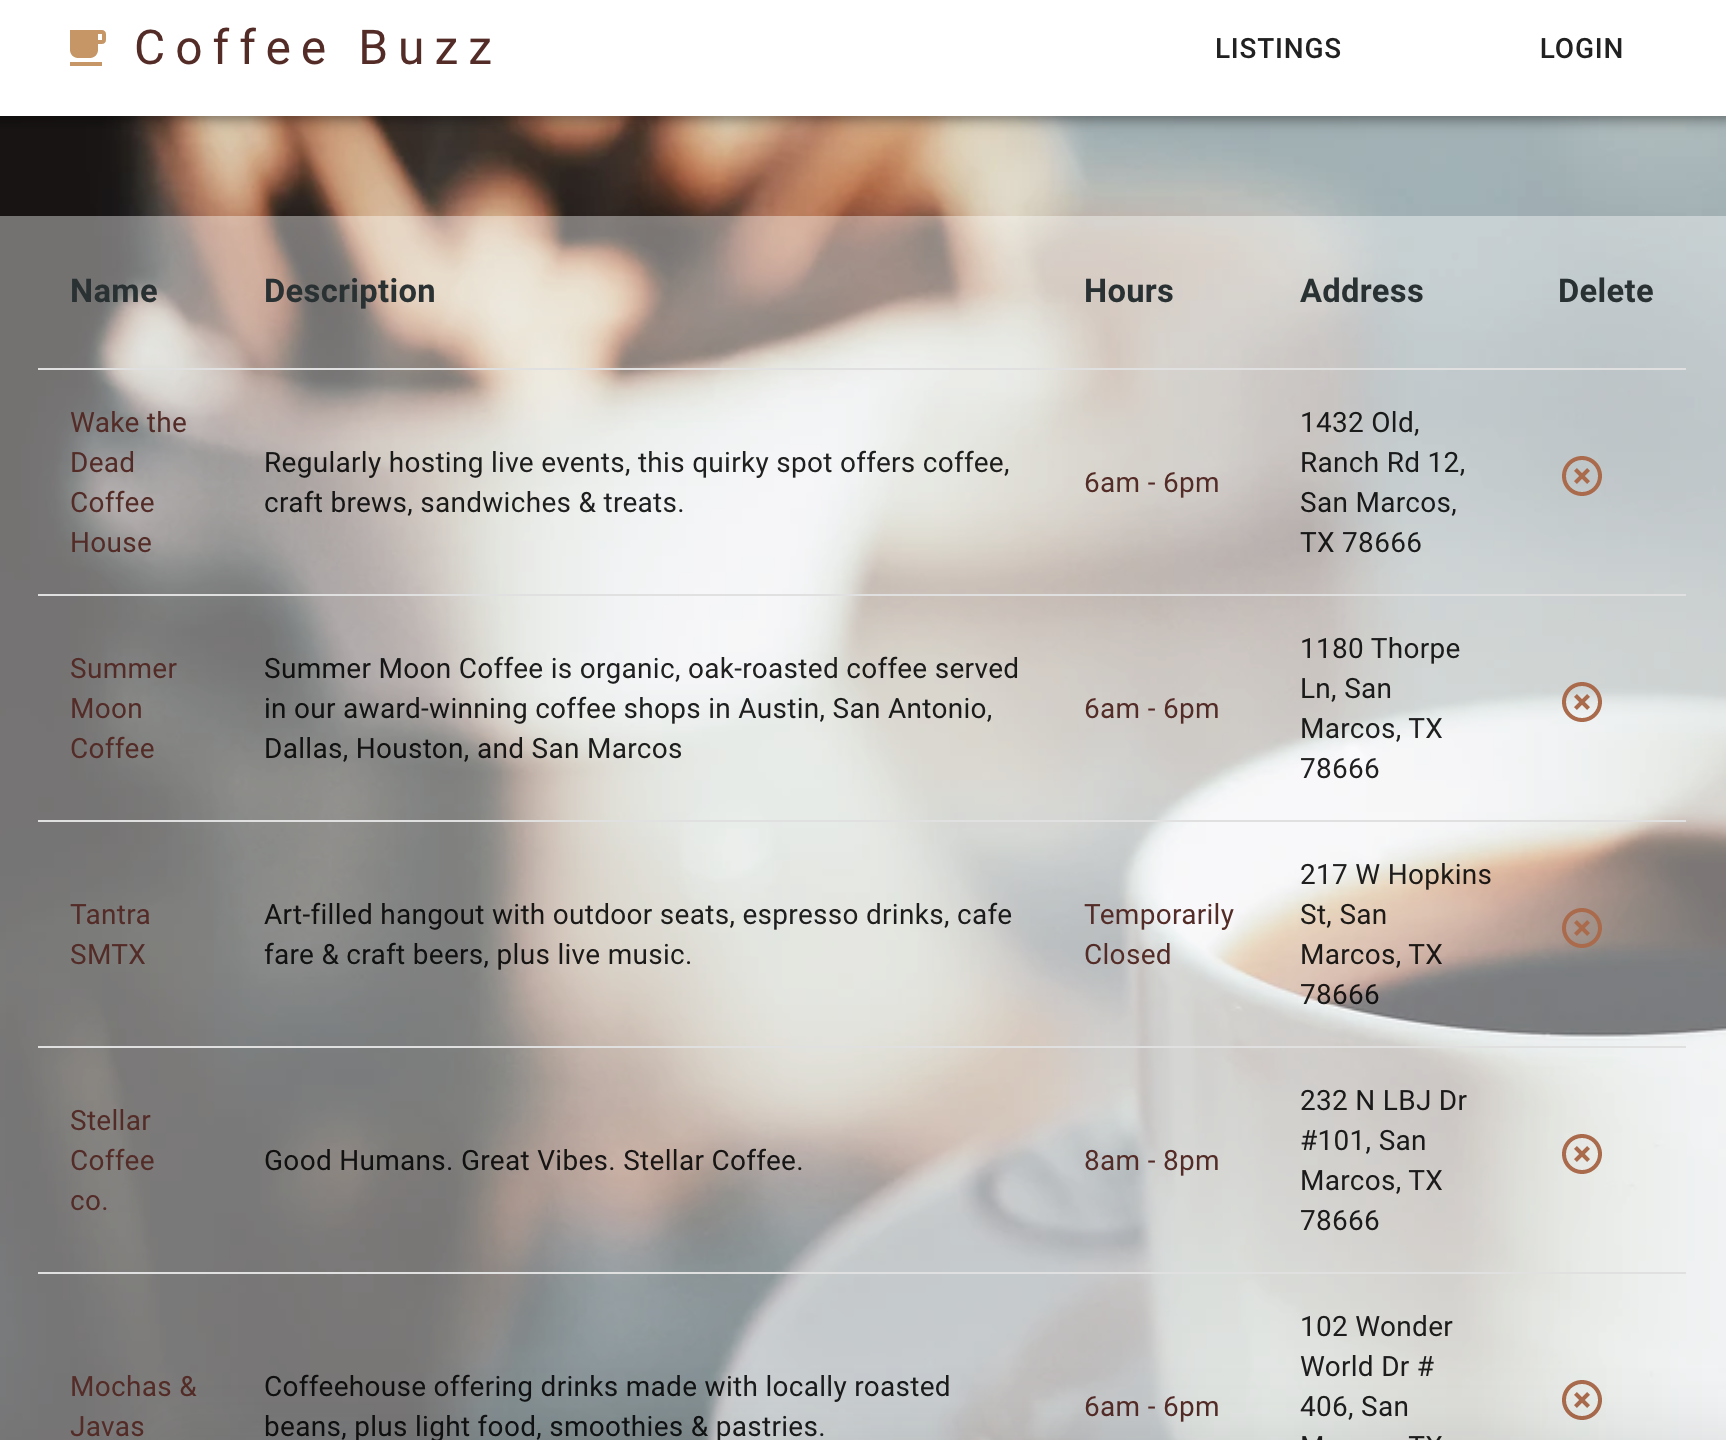 Coffee Buzz
LISTINGS
LOGIN
Name
Description
Hours
Address
Delete
Wake the
Dead
Coffee
House
Regularly hosting live events, this quirky spot offers coffee,
craft brews, sandwiches & treats.
6am - 6pm
1432 Old,
Ranch Rd 12,
San Marcos,
TX 78666
Summer
Moon
Coffee
Summer Moon Coffee is organic, oak-roasted coffee served
in our award-winning coffee shops in Austin, San Antonio,
Dallas, Houston, and San Marcos
6am - 6pm
1180 Thorpe
Ln, San
Marcos, TX
78666
Tantra
SMTX
Art-filled hangout with outdoor seats, espresso drinks, cafe
fare & craft beers, plus live music.
Temporarily
Closed
217 W Hopkins
St, San
Marcos, TX
78666
Stellar
Coffee
co.
Good Humans. Great Vibes. Stellar Coffee.
8am - 8pm
232 N LBJ Dr
#101, San
Marcos, TX
78666
Mochas &
Javas
Coffeehouse offering drinks made with locally roasted
beans, plus light food, smoothies & pastries.
6am - 6pm
102 Wonder
World Dr #
406, San